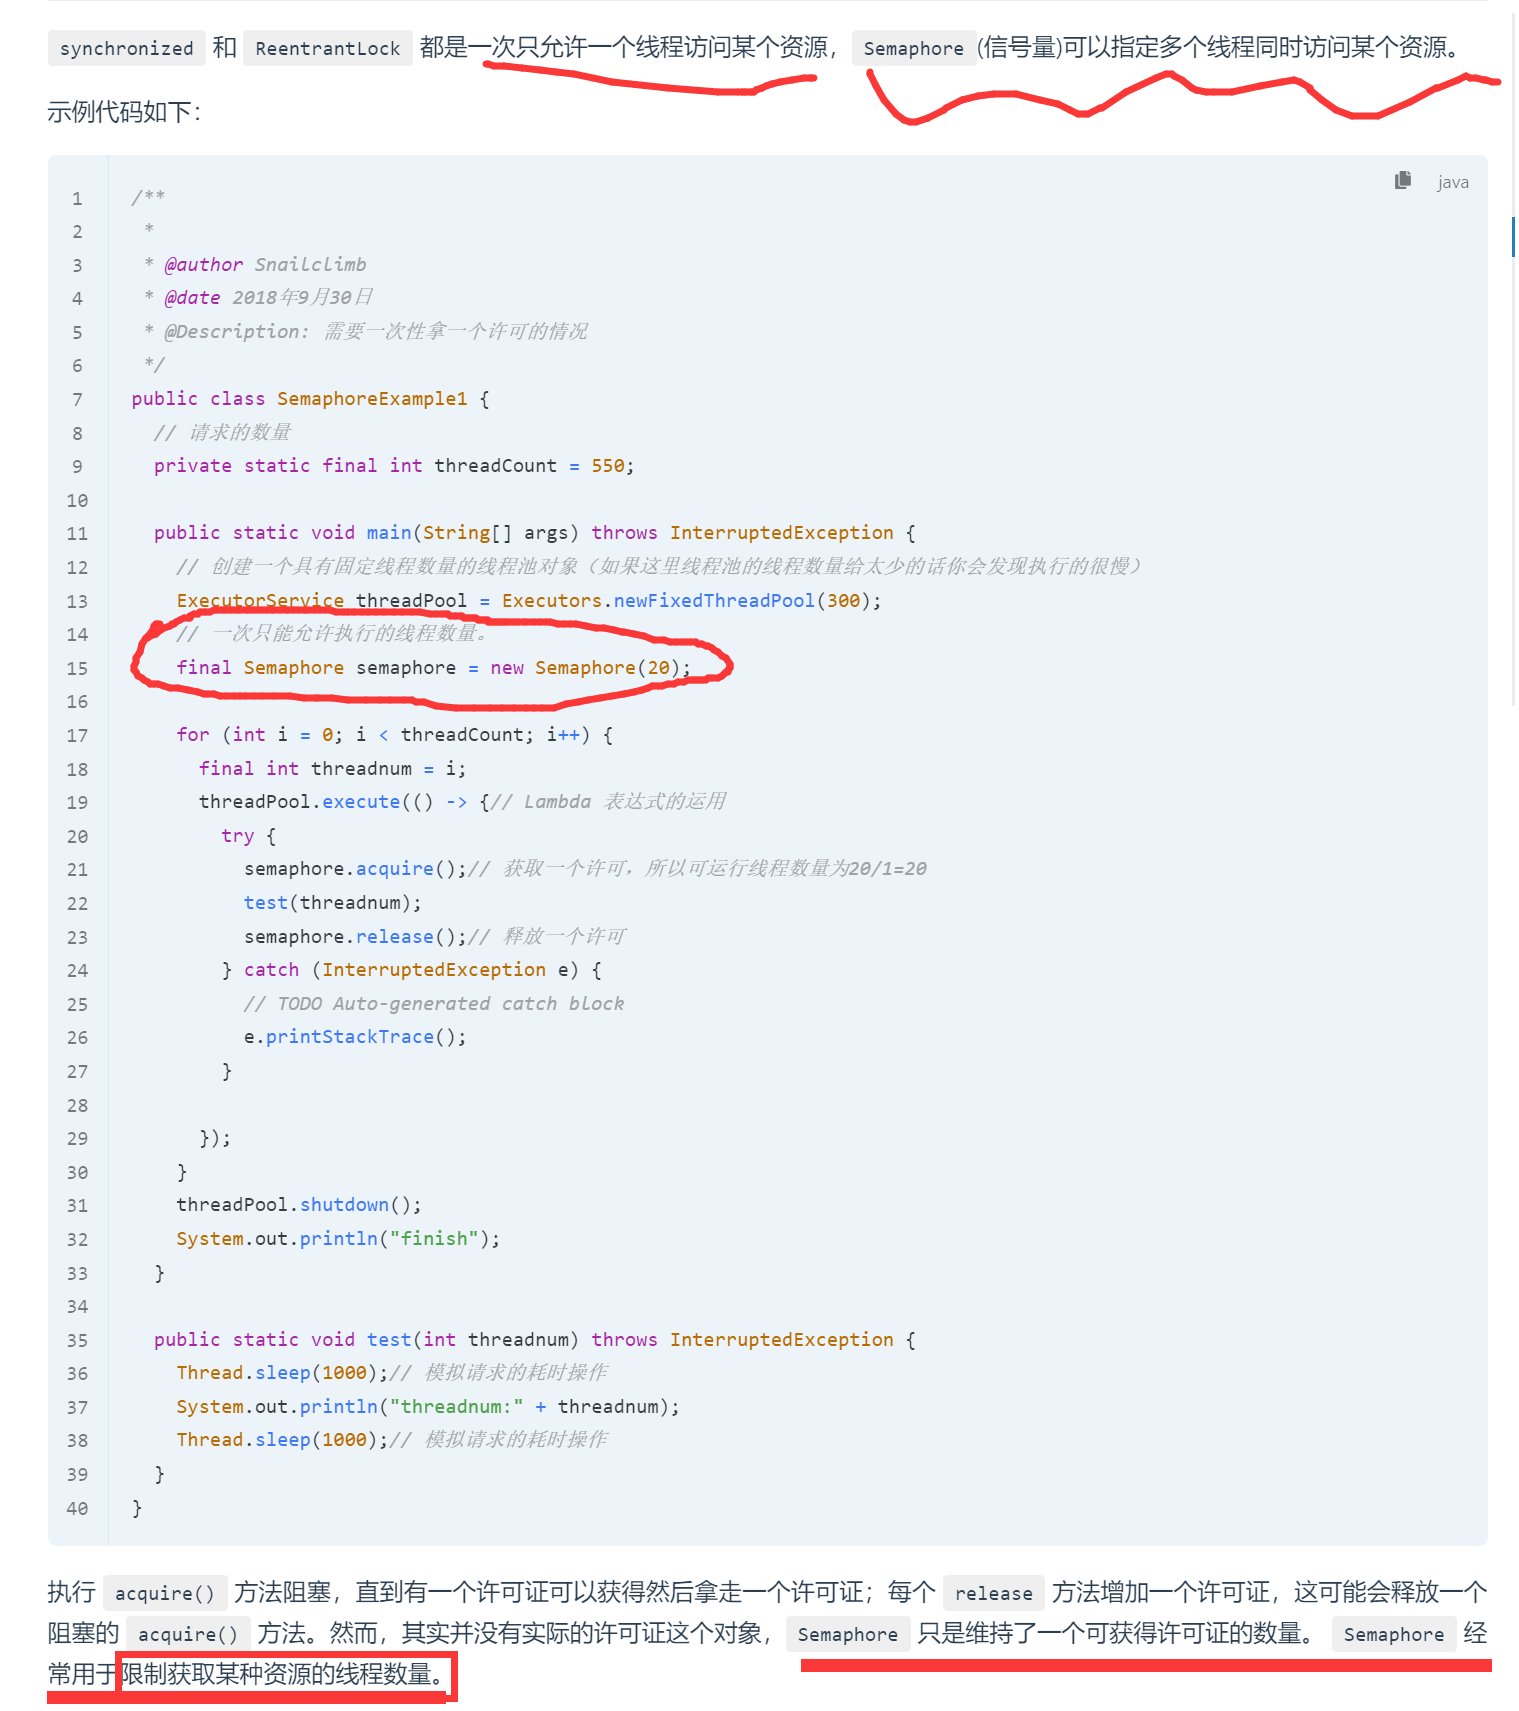 synchronized 和 ReentrantLock 都是一次只允许一个线程访问某个资源，Semaphore (信号量)可以指定多个线程同时访问某个资源。
示例代码如下：
java
1 /**
2  *
3  * @author Snailclimb
4  * @date 2018年9月30日
5  * @Description: 需要一次性拿一个许可的情况
6  */
7 public class SemaphoreExample1 {
8   // 请求的数量
9   private static final int threadCount = 550;
10
11   public static void main(String[] args) throws InterruptedException {
12     // 创建一个具有固定线程数量的线程池对象（如果这里线程池的线程数量给太少的话你会发现执行的很慢）
13     ExecutorService threadPool = Executors.newFixedThreadPool(300);
14     // 一次只能允许执行的线程数量。
15     final Semaphore semaphore = new Semaphore(20);
16
17     for (int i = 0; i < threadCount; i++) {
18       final int threadnum = i;
19       threadPool.execute(() -> {// Lambda 表达式的运用
20         try {
21           semaphore.acquire();// 获取一个许可，所以可运行线程数量为20/1=20
22           test(threadnum);
23           semaphore.release();// 释放一个许可
24         } catch (InterruptedException e) {
25           // TODO Auto-generated catch block
26           e.printStackTrace();
27         }
28
29       });
30     }
31     threadPool.shutdown();
32     System.out.println("finish");
33   }
34
35   public static void test(int threadnum) throws InterruptedException {
36     Thread.sleep(1000);// 模拟请求的耗时操作
37     System.out.println("threadnum:" + threadnum);
38     Thread.sleep(1000);// 模拟请求的耗时操作
39   }
40 }
执行 acquire() 方法阻塞，直到有一个许可证可以获得然后拿走一个许可证；每个 release 方法增加一个许可证，这可能会释放一个
阻塞的 acquire() 方法。然而，其实并没有实际的许可证这个对象， Semaphore 只是维持了一个可获得许可证的数量。 Semaphore 经
常用于限制获取某种资源的线程数量。